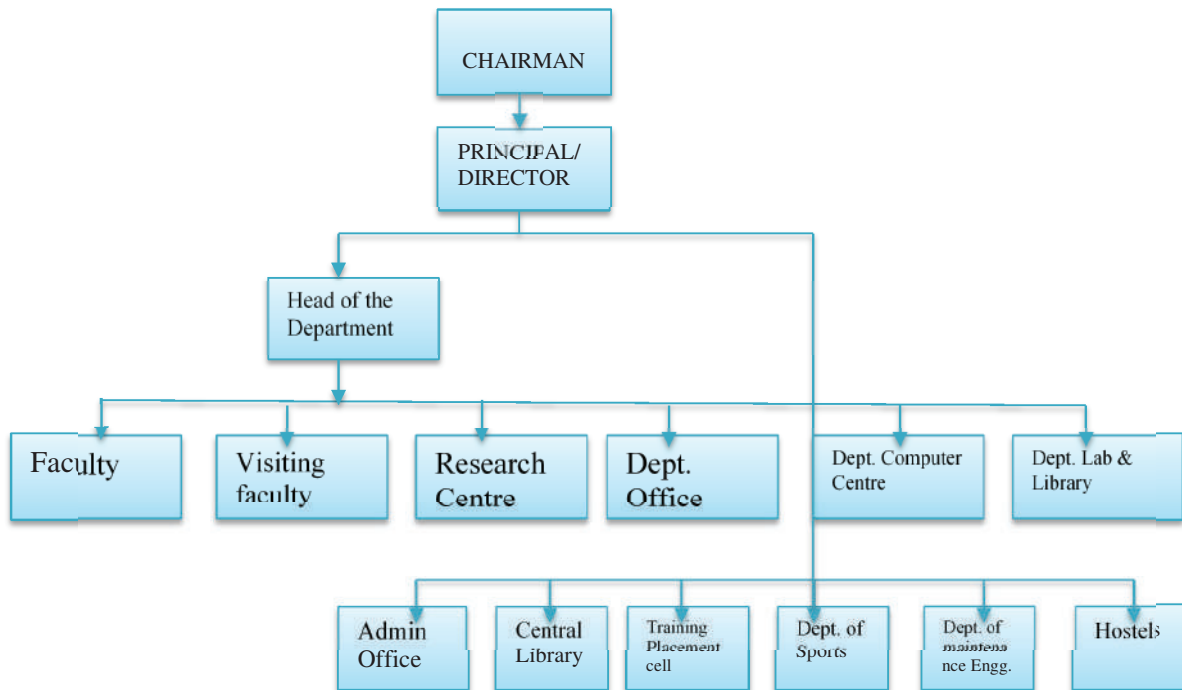 CHAIRMAN
PRINCIPAL/
DIRECTOR
Head of the
Department
Faculty
Visiting
faculty
Research
Centre
Dept.
Office
Dept. Computer
Centre
Dept. Lab &
Library
Admin
Office
Central
Library
Training
Placement
cell
Dept. of
Sports
Dept. of
maintena
nce Engg.
Hostels